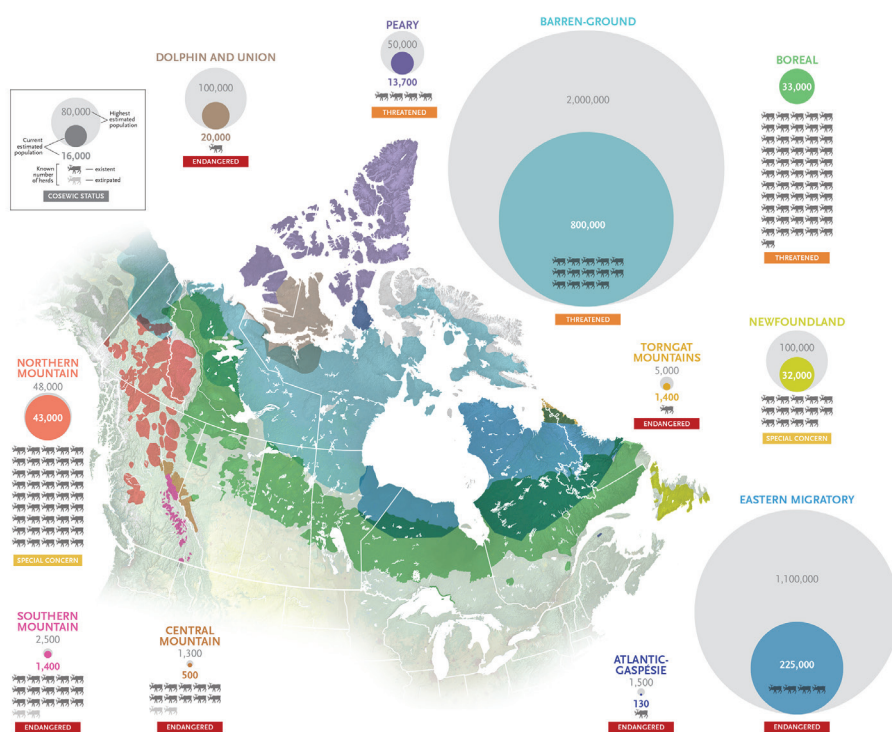 PEARY
50,000
13,700
THREATENED
BARREN-GROUND
2,000,000
800,000
THREATENED
DOLPHIN AND UNION
100,000
20,000
ENDANGERED
BOREAL
33,000
THREATENED
80,000
Highest
estimated
population
Current
estimated
population
16,000
Known
number
of herds
existent
extirpated
COSEWIC STATUS
NORTHERN
MOUNTAIN
48,000
43,000
SPECIAL CONCERN
TORNGAT
MOUNTAINS
5,000
1,400
ENDANGERED
NEWFOUNDLAND
100,000
32,000
SPECIAL CONCERN
EASTERN MIGRATORY
1,100,000
225,000
ENDANGERED
SOUTHERN
MOUNTAIN
2,500
1,400
ENDANGERED
CENTRAL
MOUNTAIN
1,300
500
ENDANGERED
ATLANTIC-
GASPÉSIE
1,500
130
ENDANGERED